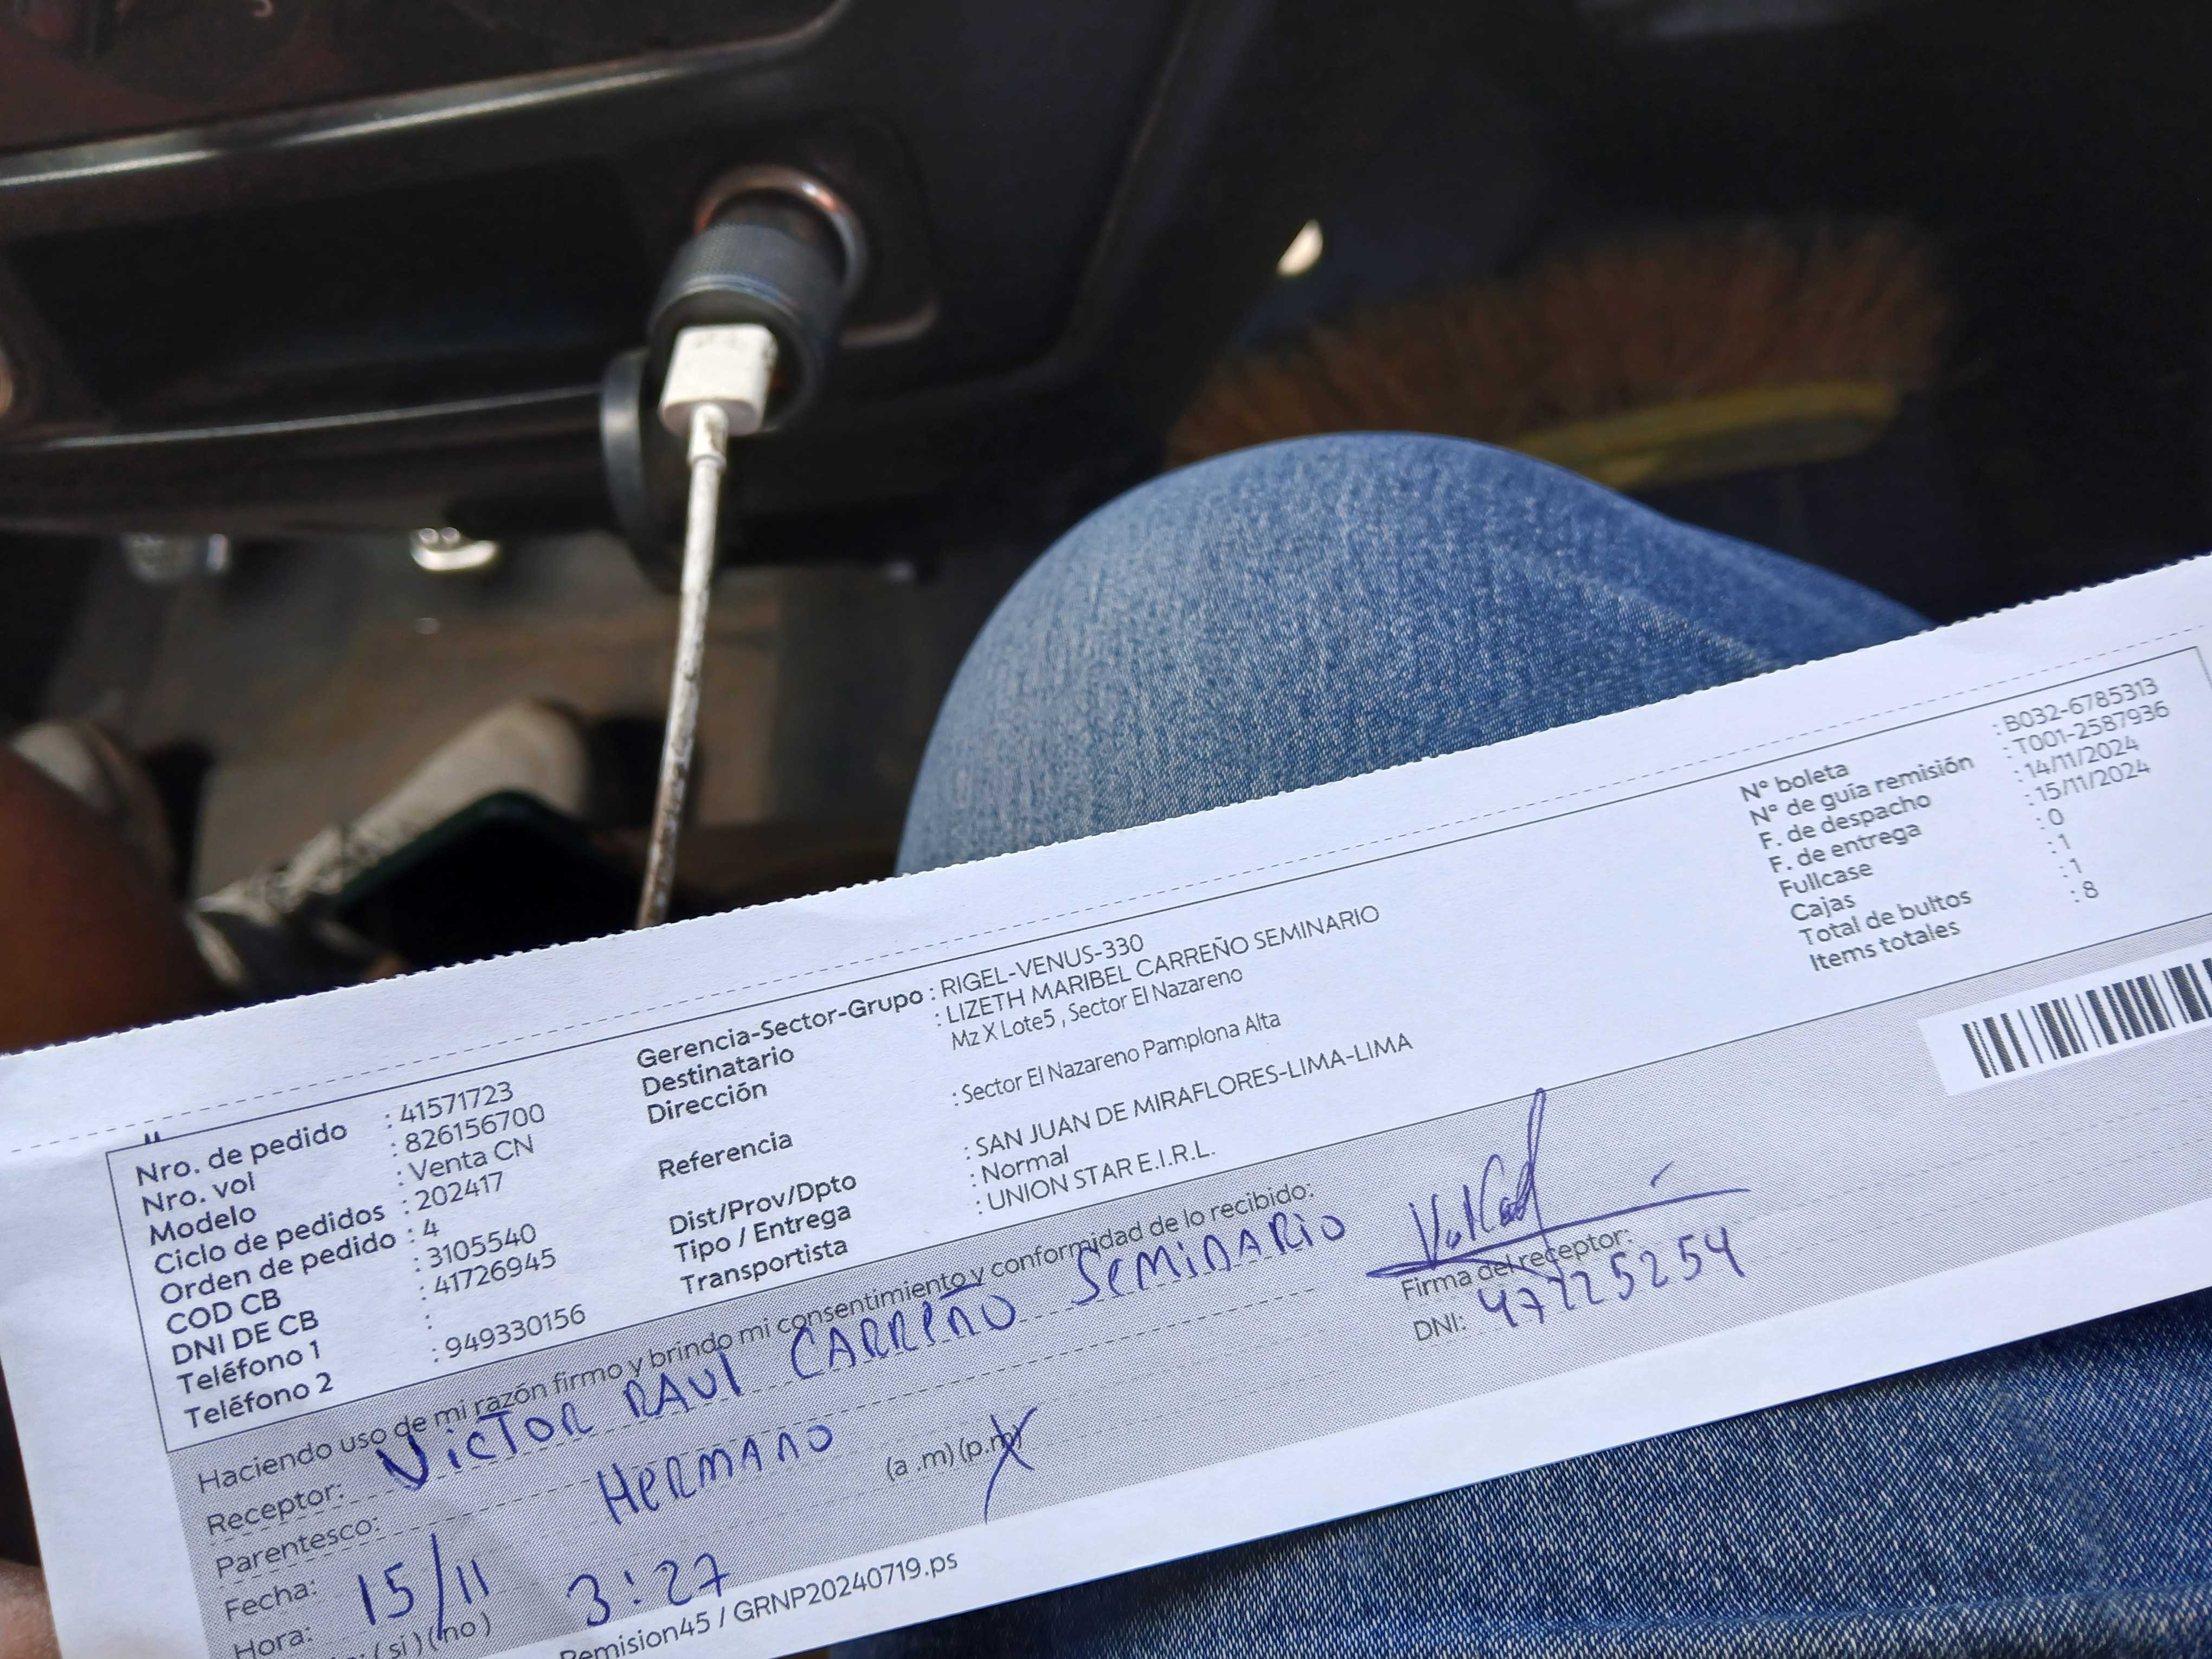 Nro. de pedido : 41571723
Nro. vol : 826156700
Modelo : Venta CN
Ciclo de pedidos : 202417
Orden de pedido : 4
COD CB : 3105540
DNI DE CB : 41726945
Teléfono 1 :
Teléfono 2 : 949330156
Gerencia-Sector-Grupo : RIGEL-VENUS-330
Destinatario : LIZETH MARIBEL CARREÑO SEMINARIO
Dirección Mz X Lote5 , Sector El Nazareno
Referencia : Sector El Nazareno Pamplona Alta
Dist/Prov/Dpto : SAN JUAN DE MIRAFLORES-LIMA-LIMA
Tipo / Entrega : Normal
Transportista : UNION STAR E.I.R.L.
N° boleta : B032-6785313
N° de guía remisión : T001-2587936
F. de despacho : 14/11/2024
F. de entrega : 15/11/2024
Fullcase : 0
Cajas : 1
Total de bultos : 1
Items totales : 8
Haciendo uso de mi razón firmo y brindo mi consentimiento y conformidad de lo recibido:
Receptor: VICTOR RAUL CARREÑO SEMINARIO
Parentesco: HERMANO
Fecha: 15/11
Hora: 3:27 (a.m) (p.m)
(si) (no)
Firma del receptor:
DNI: 47225254
Remision45 / GRNP20240719.ps